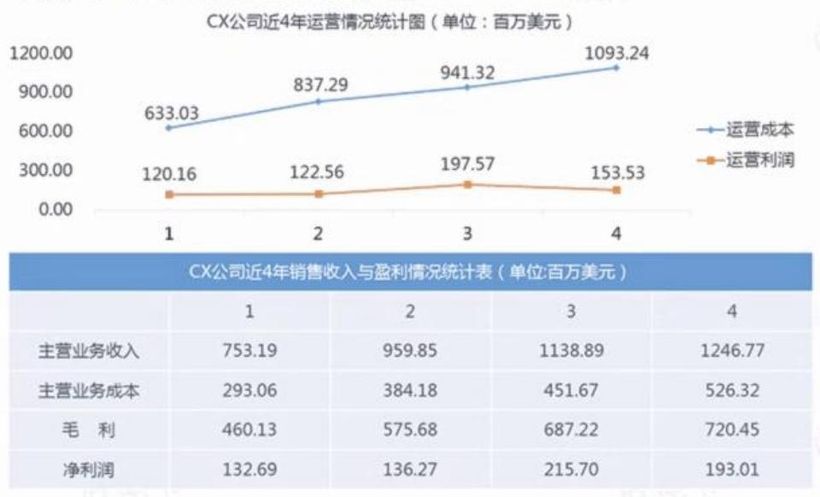 CX公司近4年运营情况统计图（单位：百万美元）
1200.00
900.00
600.00
300.00
0.00
633.03 837.29 941.32 1093.24
120.16 122.56 197.57 153.53
1 2 3 4
运营成本
运营利润
CX公司近4年销售收入与盈利情况统计表（单位:百万美元）
1 2 3 4
主营业务收入 753.19 959.85 1138.89 1246.77
主营业务成本 293.06 384.18 451.67 526.32
毛 利 460.13 575.68 687.22 720.45
净利润 132.69 136.27 215.70 193.01